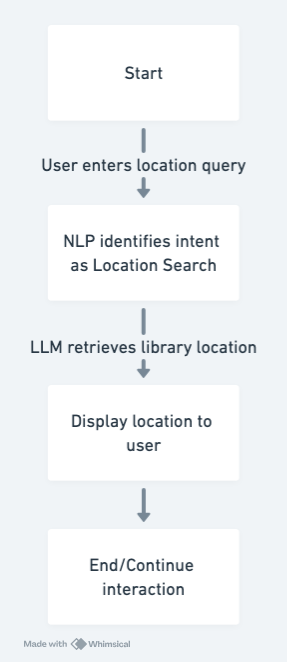 Start
User enters location query
NLP identifies intent
as Location Search
LLM retrieves library location
Display location to
user
End/Continue
interaction
Made with Whimsical